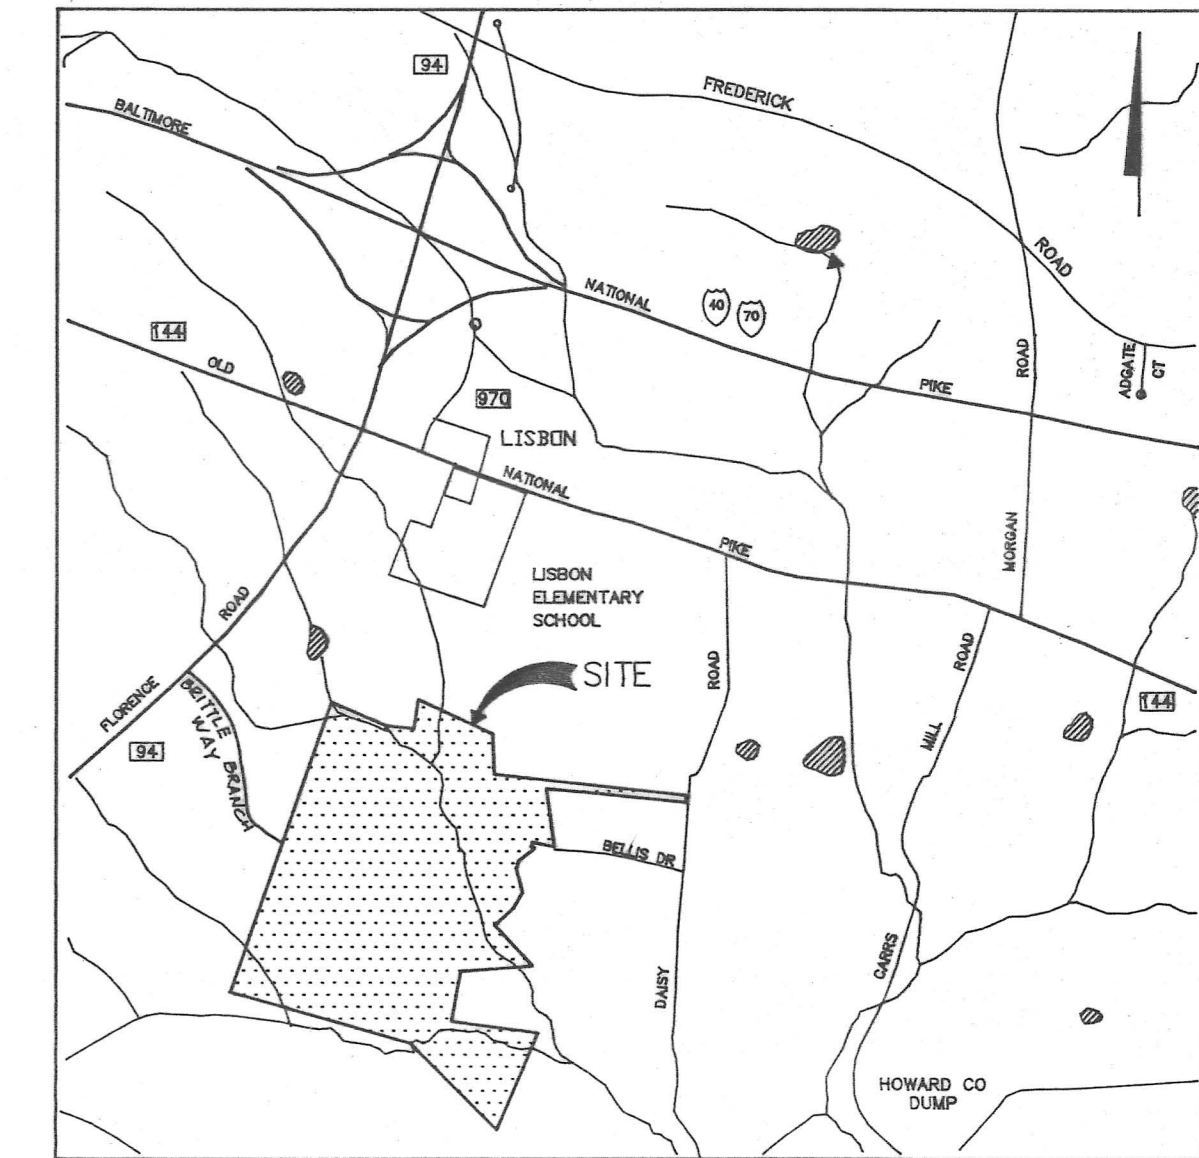 94
FREDERICK
ROAD
BALTIMORE
NATIONAL
PIKE
40
70
ROAD
ADGATE
CT
144
OLD
970
LISBON
NATIONAL
PIKE
MORGAN
LISBON
ELEMENTARY
SCHOOL
ROAD
FLORENCE
94
BRITTLE
WAY BRANCH
SITE
ROAD
ROAD
MILL
144
BELLIS DR
DAISY
CARRS
HOWARD CO
DUMP